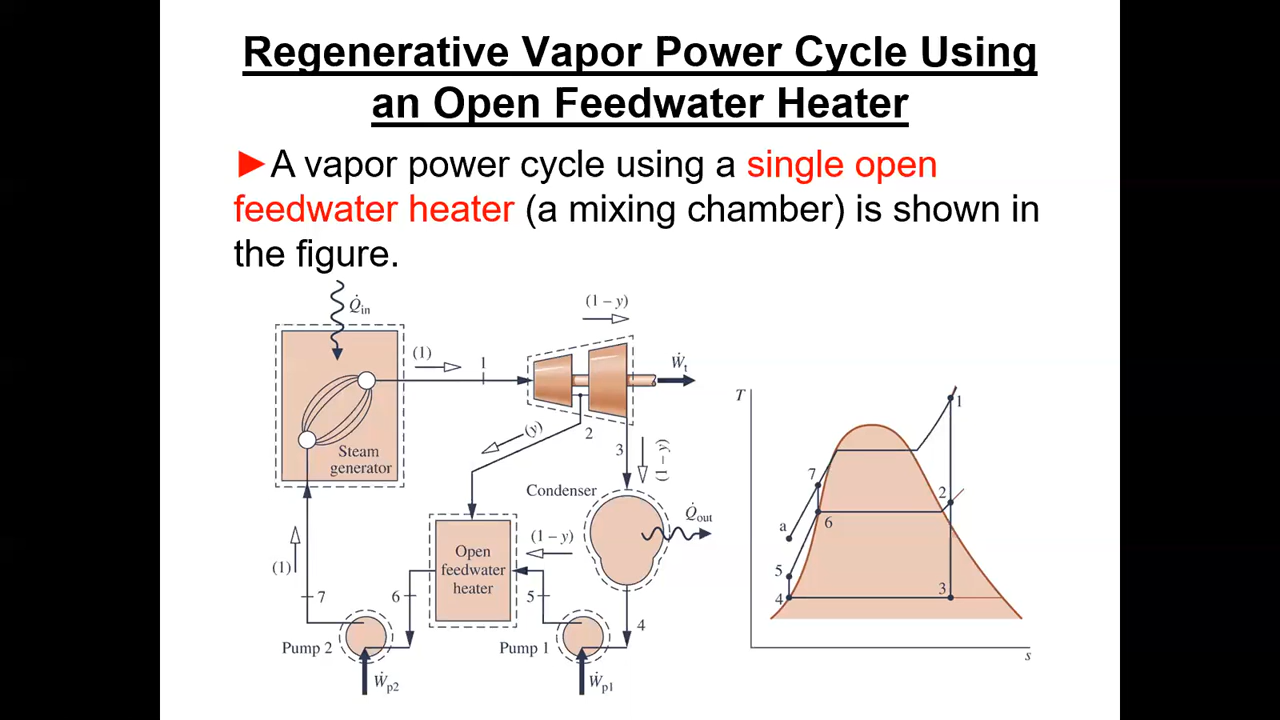 Regenerative Vapor Power Cycle Using
an Open Feedwater Heater
►A vapor power cycle using a single open
feedwater heater (a mixing chamber) is shown in
the figure.
Q̇in
(1 – y)
(1)
1
Ẇt
(y)
2
3
(1–y)
Steam
generator
Condenser
Q̇out
(1 – y)
Open
feedwater
heater
(1)
7
6
5
4
Pump 2
Pump 1
Ẇp2
Ẇp1
T
1
7
2
a
6
5
4
3
s